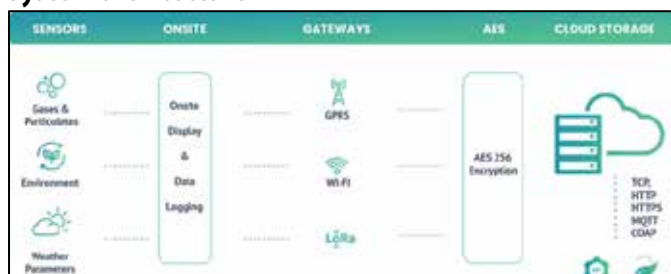 SENSORS
ONSITE
GATEWAYS
AES
CLOUD STORAGE
Gases &
Particulates
Environment
Weather
Parameters
Onsite
Display
&
Data
Logging
GPRS
WI-FI
LoRa
AES 256
Encryption
TCP,
HTTP
HTTPS
MQTT
COAP